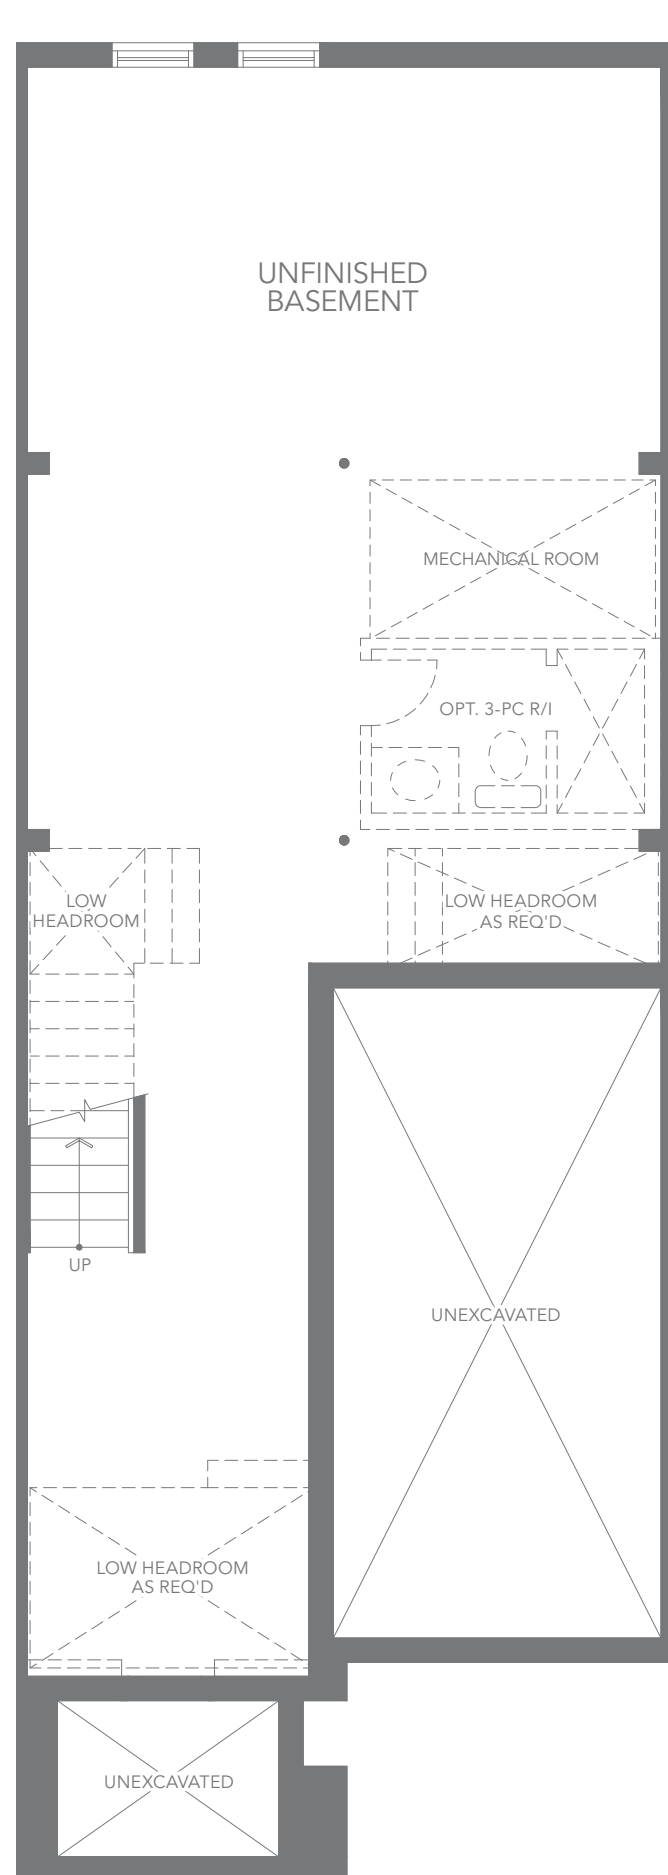 UNFINISHED
BASEMENT
MECHANICAL ROOM
OPT. 3-PC R/I
LOW
HEADROOM
LOW HEADROOM
AS REQ'D
UP
UNEXCAVATED
LOW HEADROOM
AS REQ'D
UNEXCAVATED